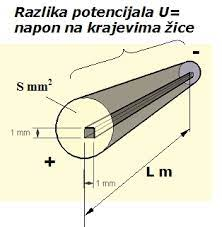 Razlika potencijala U=
napon na krajevima žice
-
S mm²
1 mm
+
1 mm
L m